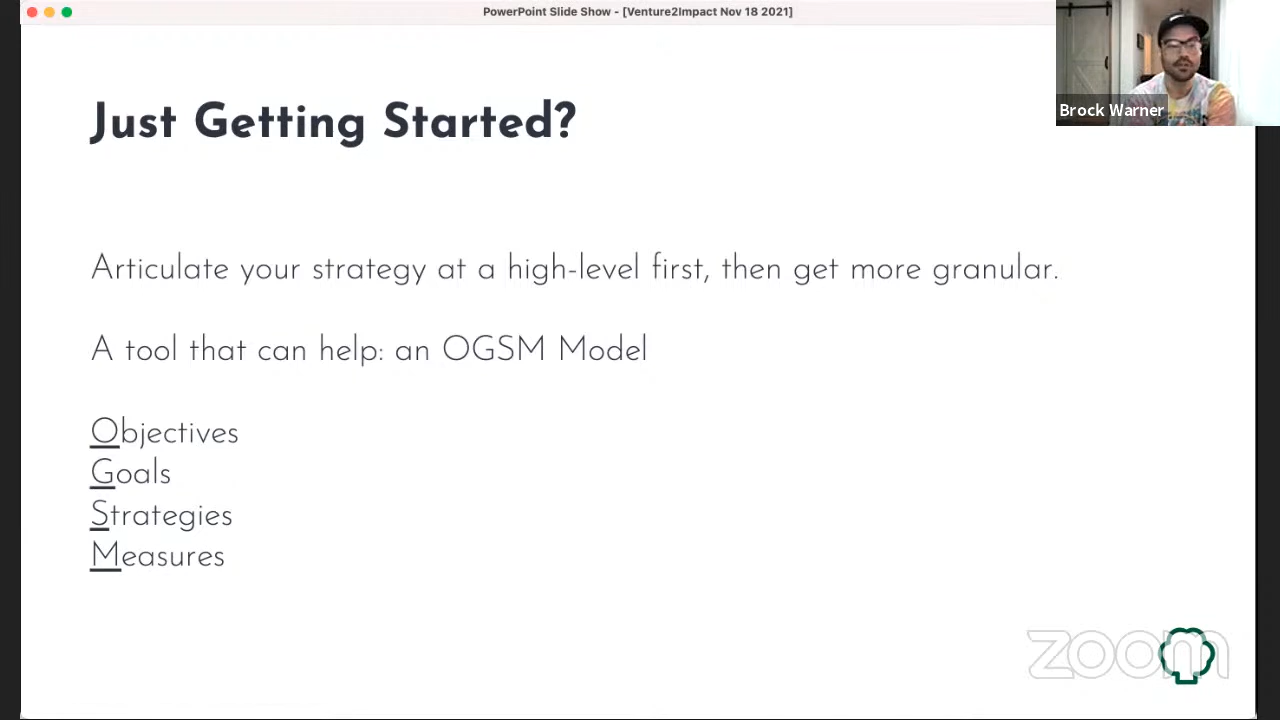 PowerPoint Slide Show - [Venture2Impact Nov 18 2021]
Brock Warner
Just Getting Started?
Articulate your strategy at a high-level first, then get more granular.
A tool that can help: an OGSM Model
Objectives
Goals
Strategies
Measures
zoom